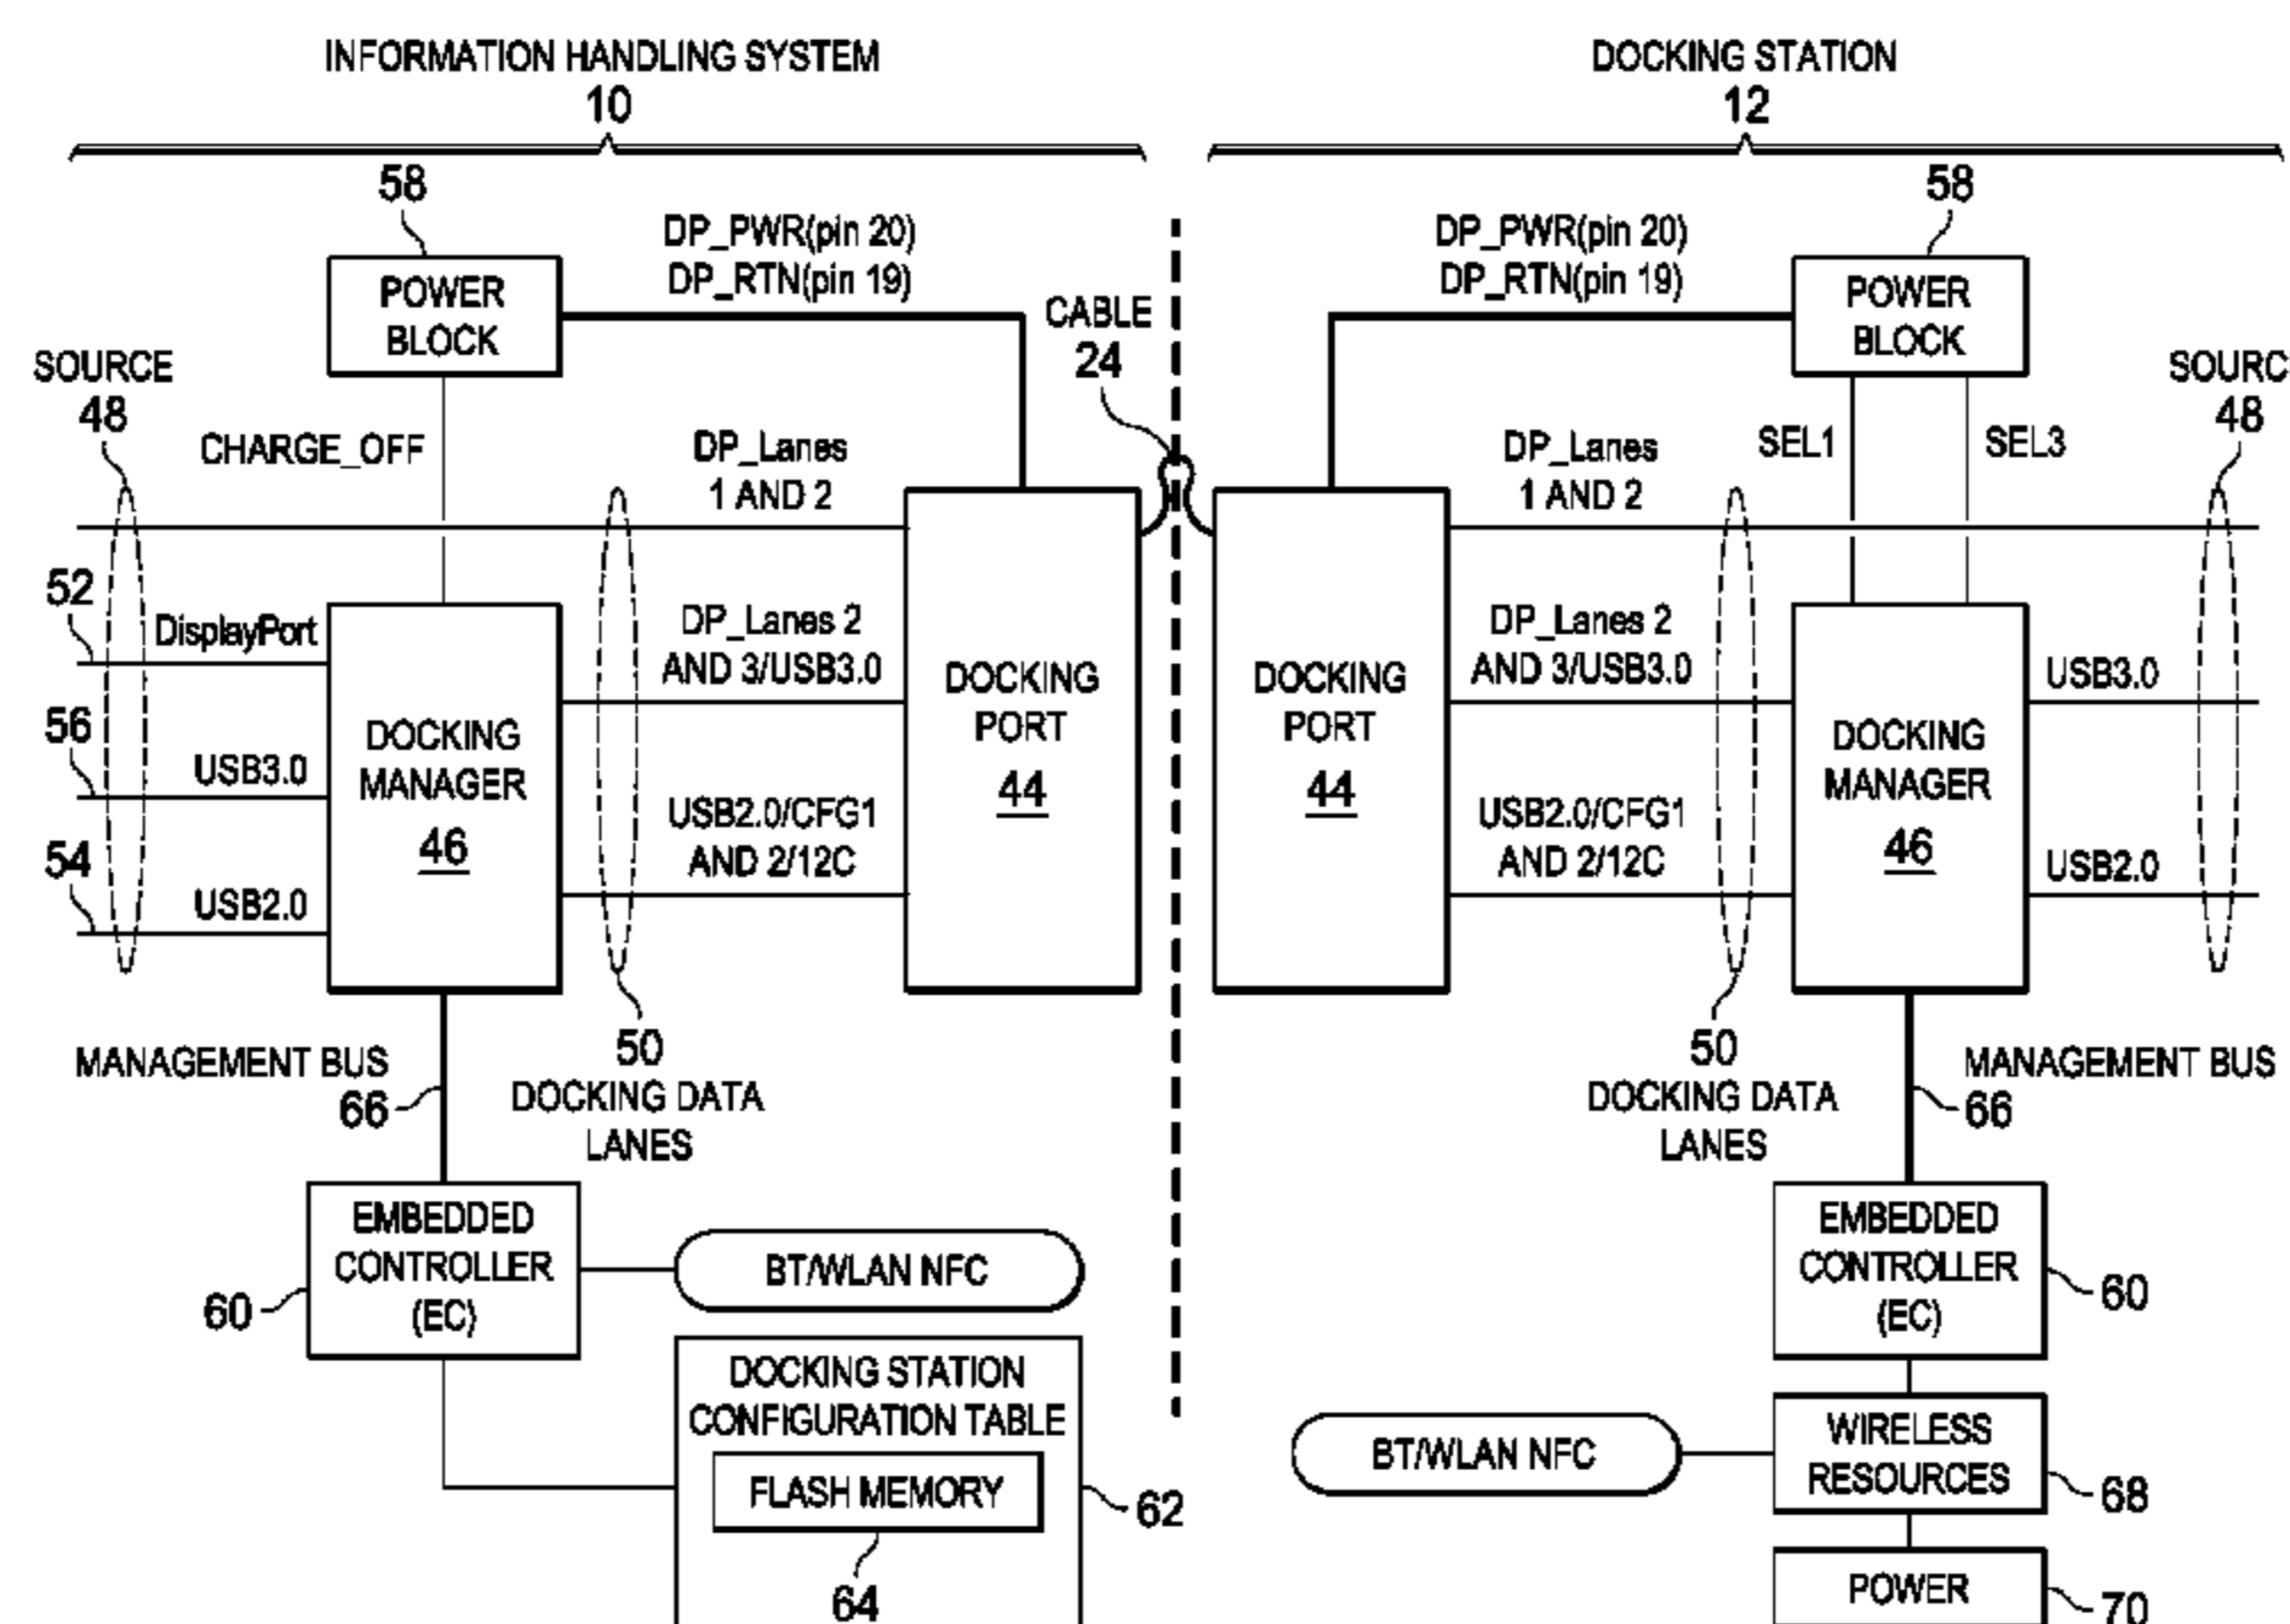 INFORMATION HANDLING SYSTEM
10
DOCKING STATION
12
58
POWER
BLOCK
DP_PWR(pin 20)
DP_RTN(pin 19)
CABLE
24
DP_PWR(pin 20)
DP_RTN(pin 19)
58
POWER
BLOCK
SOURCE
48
CHARGE_OFF
DP_Lanes
1 AND 2
DP_Lanes
1 AND 2
SEL1
SEL3
SOURC
48
52
DisplayPort
56
USB3.0
54
USB2.0
DOCKING
MANAGER
46
DP_Lanes 2
AND 3/USB3.0
USB2.0/CFG1
AND 2/12C
DOCKING
PORT
44
DOCKING
PORT
44
DP_Lanes 2
AND 3/USB3.0
USB2.0/CFG1
AND 2/12C
DOCKING
MANAGER
46
USB3.0
USB2.0
MANAGEMENT BUS
66
50
DOCKING DATA
LANES
50
DOCKING DATA
LANES
MANAGEMENT BUS
66
EMBEDDED
CONTROLLER
(EC)
60
BT/WLAN NFC
DOCKING STATION
CONFIGURATION TABLE
FLASH MEMORY
62
64
EMBEDDED
CONTROLLER
(EC)
60
BT/WLAN NFC
WIRELESS
RESOURCES
68
POWER
70